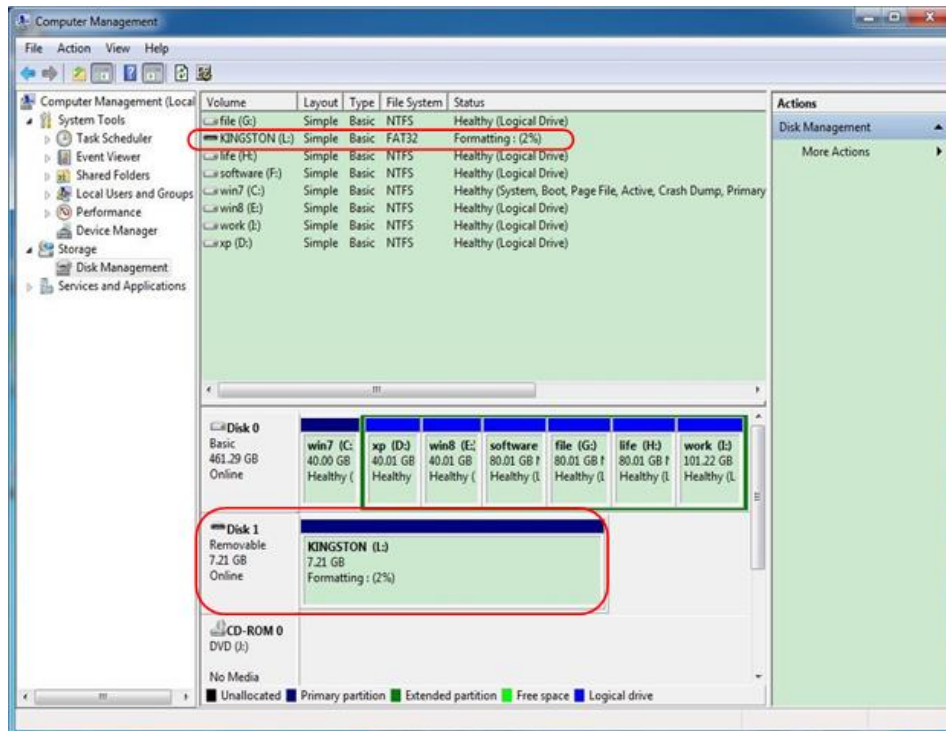 Computer Management
File Action View Help
Computer Management (Local
System Tools
Task Scheduler
Event Viewer
Shared Folders
Local Users and Groups
Performance
Device Manager
Storage
Disk Management
Services and Applications
Volume Layout Type File System Status
file (G:) Simple Basic NTFS Healthy (Logical Drive)
KINGSTON (L:) Simple Basic FAT32 Formatting : (2%)
life (H:) Simple Basic NTFS Healthy (Logical Drive)
software (F:) Simple Basic NTFS Healthy (Logical Drive)
win7 (C:) Simple Basic NTFS Healthy (System, Boot, Page File, Active, Crash Dump, Primary
win8 (E:) Simple Basic NTFS Healthy (Logical Drive)
work (I:) Simple Basic NTFS Healthy (Logical Drive)
xp (D:) Simple Basic NTFS Healthy (Logical Drive)
Actions
Disk Management
More Actions
Disk 0
Basic
461.29 GB
Online
win7 (C:
40.00 GB
Healthy (
xp (D:)
40.01 GB
Healthy
win8 (E:
40.01 GB
Healthy (
software
80.01 GB
Healthy (L
file (G:)
80.01 GB
Healthy (L
life (H:)
80.01 GB
Healthy (L
work (I:)
101.22 GB
Healthy (L
Disk 1
Removable
7.21 GB
Online
KINGSTON (L:)
7.21 GB
Formatting : (2%)
CD-ROM 0
DVD (J:)
No Media
Unallocated Primary partition Extended partition Free space Logical drive